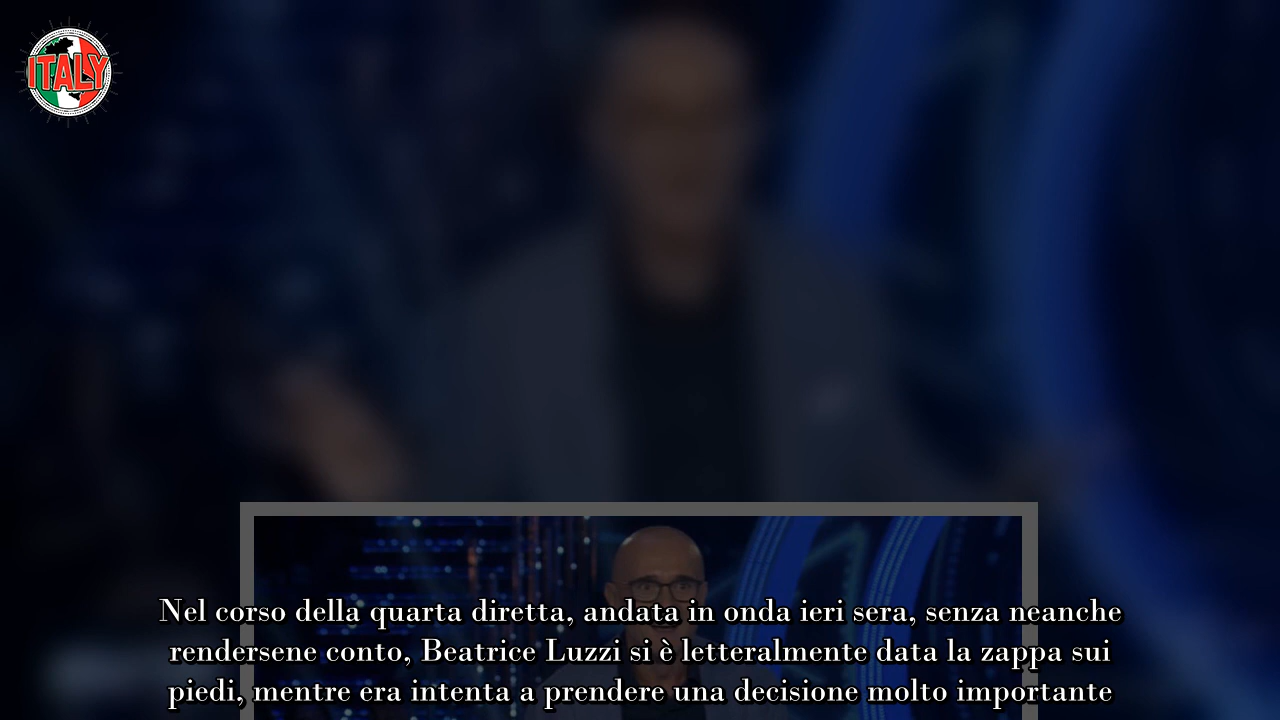 ITALY
Nel corso della quarta diretta, andata in onda ieri sera, senza neanche
rendersene conto, Beatrice Luzzi si è letteralmente data la zappa sui
piedi, mentre era intenta a prendere una decisione molto importante